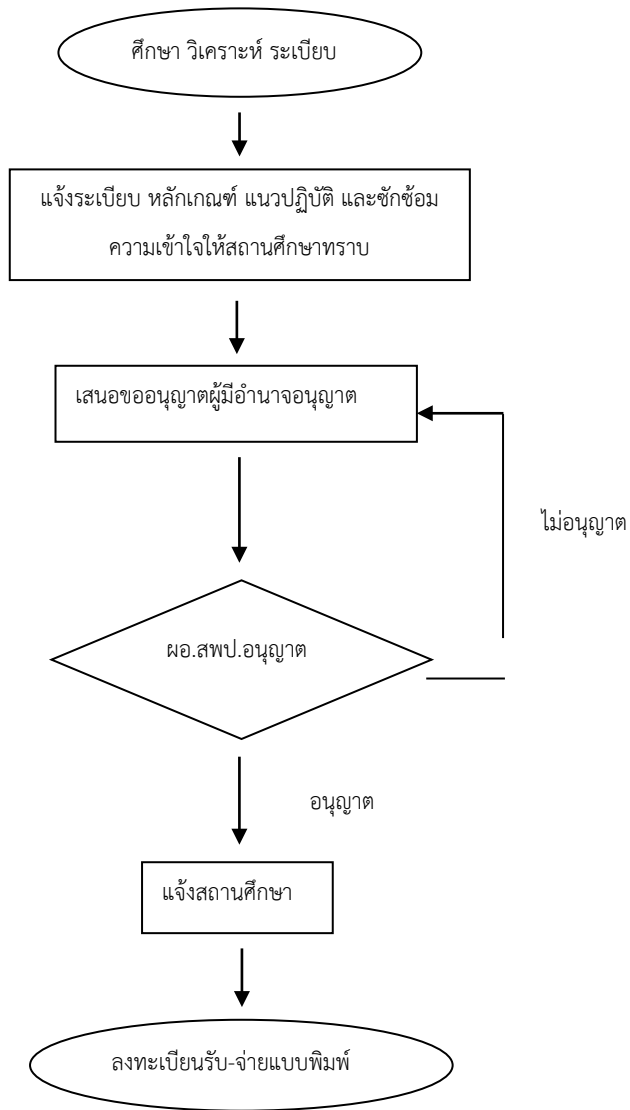 ศึกษา วิเคราะห์ ระเบียบ
แจ้งระเบียบ หลักเกณฑ์ แนวปฏิบัติ และซักซ้อม
ความเข้าใจให้สถานศึกษาทราบ
เสนอขออนุญาตผู้มีอำนาจอนุญาต
ไม่อนุญาต
ผอ.สพป.อนุญาต
อนุญาต
แจ้งสถานศึกษา
ลงทะเบียนรับ-จ่ายแบบพิมพ์